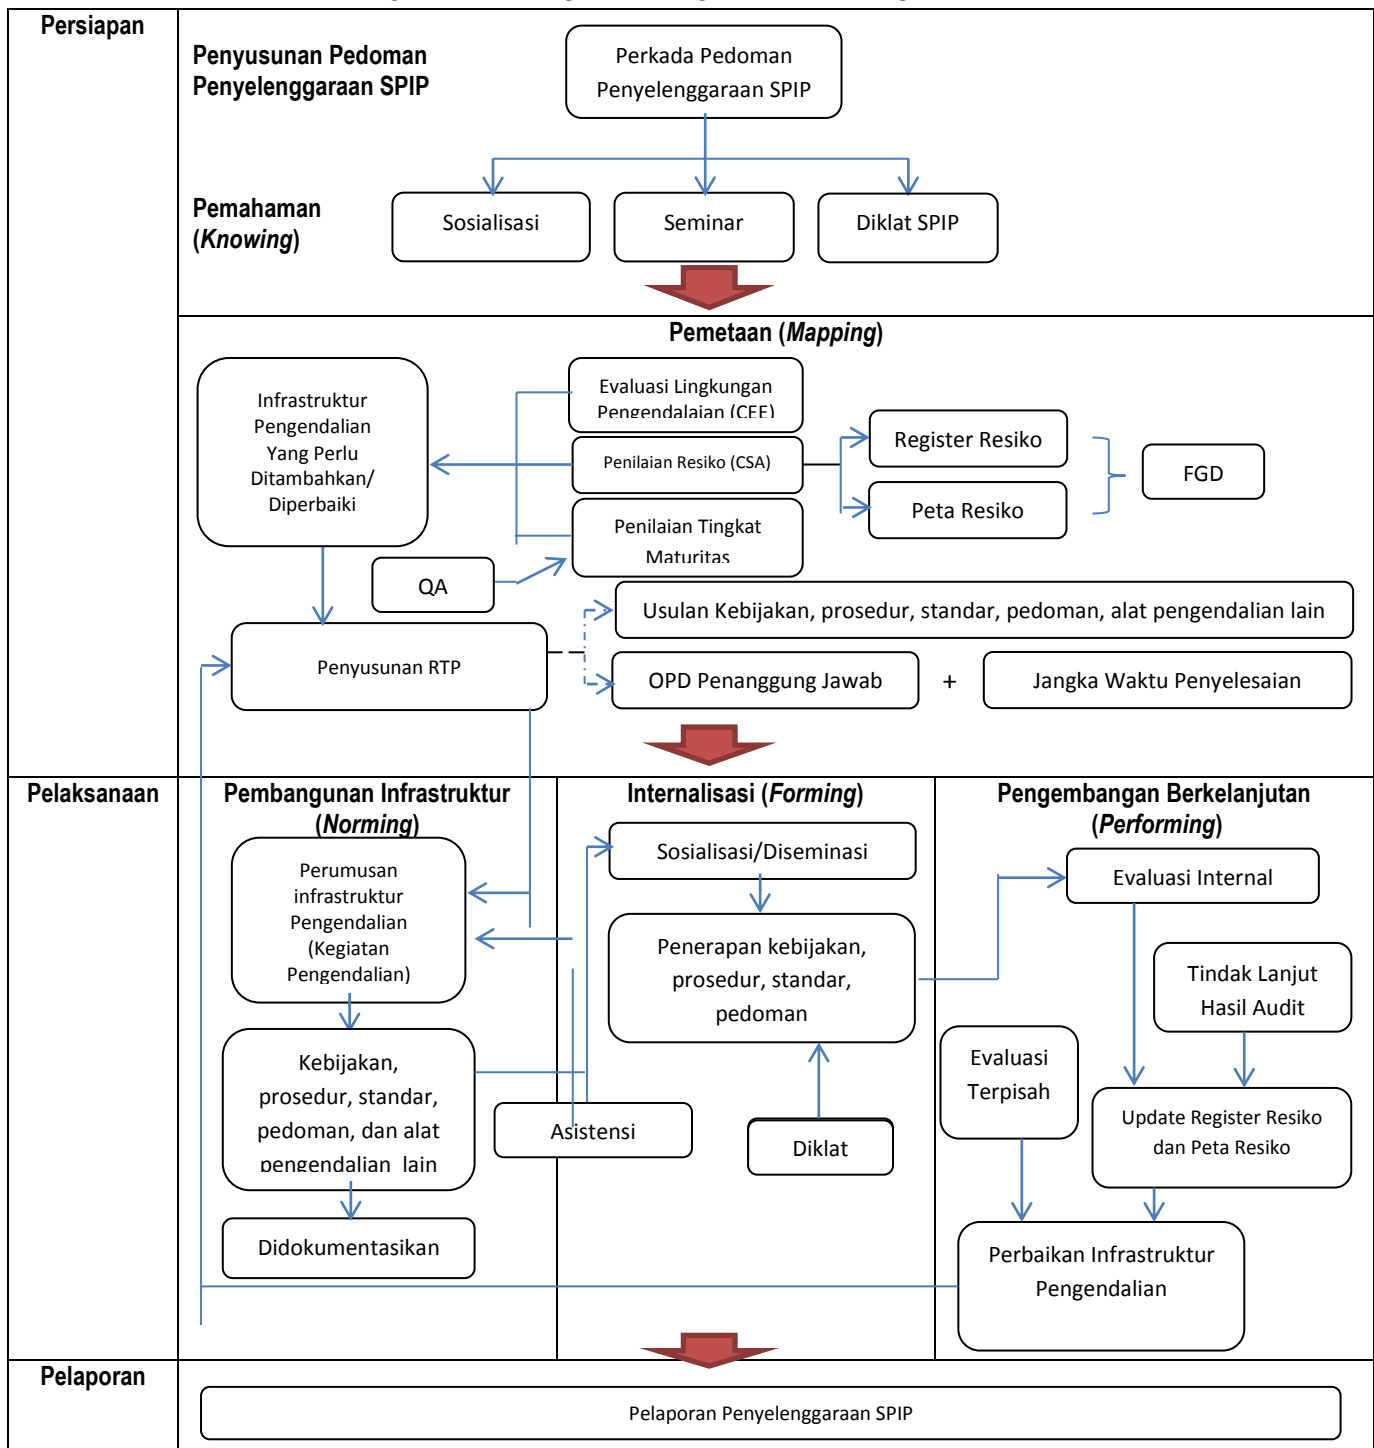 Persiapan
Penyusunan Pedoman
Penyelenggaraan SPIP
Perkada Pedoman
Penyelenggaraan SPIP
Pemahaman
(Knowing)
Sosialisasi
Seminar
Diklat SPIP
Pemetaan (Mapping)
Infrastruktur
Pengendalian
Yang Perlu
Ditambahkan/
Diperbaiki
Evaluasi Lingkungan
Pengendalaian (CEE)
Penilaian Resiko (CSA)
Penilaian Tingkat
Maturitas
Register Resiko
Peta Resiko
FGD
QA
Penyusunan RTP
Usulan Kebijakan, prosedur, standar, pedoman, alat pengendalian lain
OPD Penanggung Jawab
+
Jangka Waktu Penyelesaian
Pelaksanaan
Pembangunan Infrastruktur
(Norming)
Perumusan
infrastruktur
Pengendalian
(Kegiatan
Pengendalian)
Kebijakan,
prosedur, standar,
pedoman, dan alat
pengendalian lain
Didokumentasikan
Asistensi
Internalisasi (Forming)
Sosialisasi/Diseminasi
Penerapan kebijakan,
prosedur, standar,
pedoman
Diklat
Pengembangan Berkelanjutan
(Performing)
Evaluasi Internal
Tindak Lanjut
Hasil Audit
Evaluasi
Terpisah
Update Register Resiko
dan Peta Resiko
Perbaikan Infrastruktur
Pengendalian
Pelaporan
Pelaporan Penyelenggaraan SPIP